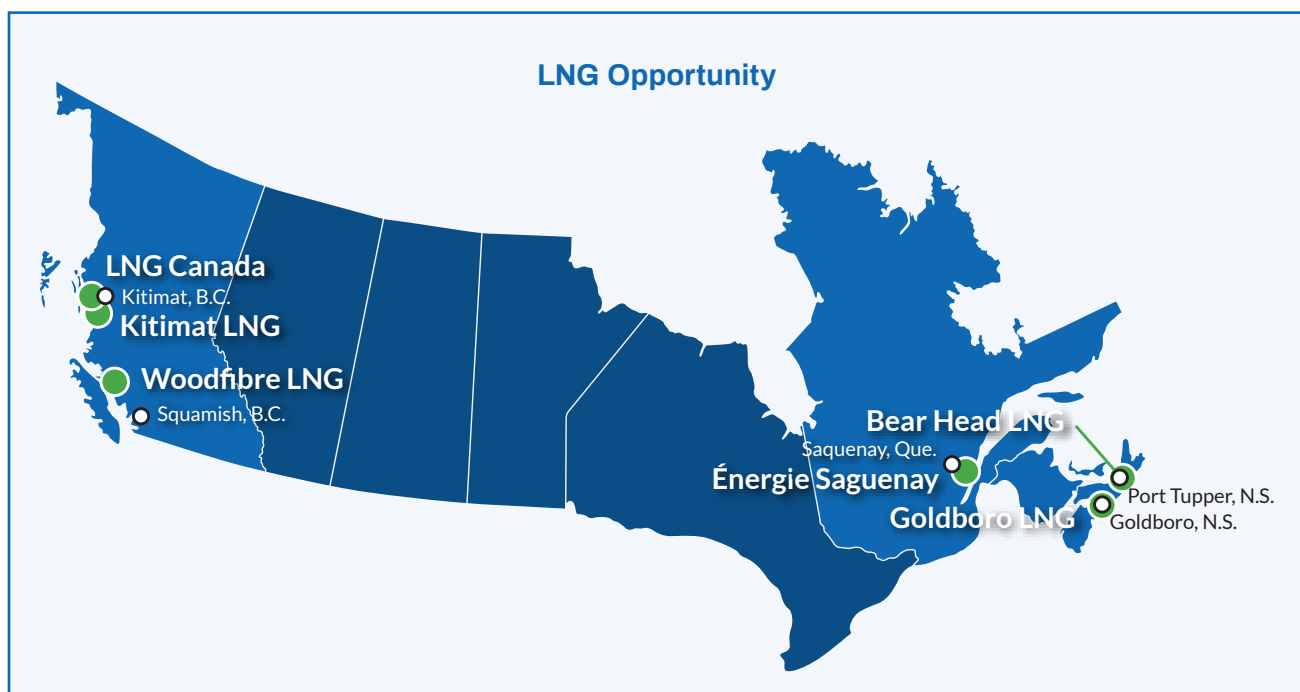 LNG Opportunity
LNG Canada
Kitimat, B.C.
Kitimat LNG
Woodfibre LNG
Squamish, B.C.
Bear Head LNG
Saquenay, Que.
Énergie Saguenay
Port Tupper, N.S.
Goldboro LNG
Goldboro, N.S.